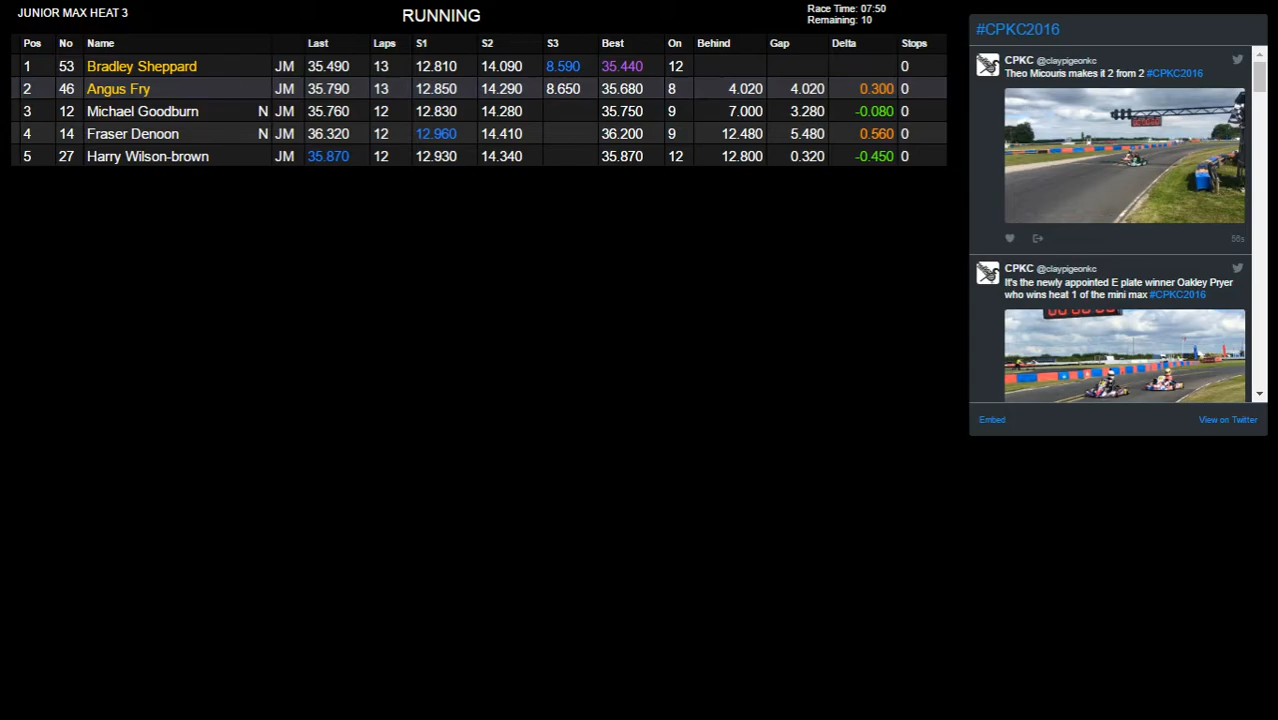 JUNIOR MAX HEAT 3
RUNNING
Race Time: 07:50
Remaining: 10
Pos No Name Last Laps S1 S2 S3 Best On Behind Gap Delta Stops
1 53 Bradley Sheppard JM 35.490 13 12.810 14.090 8.590 35.440 12 0
2 46 Angus Fry JM 35.790 13 12.850 14.290 8.650 35.680 8 4.020 4.020 0.300 0
3 12 Michael Goodburn N JM 35.760 12 12.830 14.280 35.750 9 7.000 3.280 -0.080 0
4 14 Fraser Denoon N JM 36.320 12 12.960 14.410 36.200 9 12.480 5.480 0.560 0
5 27 Harry Wilson-brown JM 35.870 12 12.930 14.340 35.870 12 12.800 0.320 -0.450 0
#CPKC2016
CPKC @claypigeonkc
Theo Micouris makes it 2 from 2 #CPKC2016
56s
CPKC @claypigeonkc
It's the newly appointed E plate winner Oakley Pryer
who wins heat 1 of the mini max #CPKC2016
Embed View on Twitter